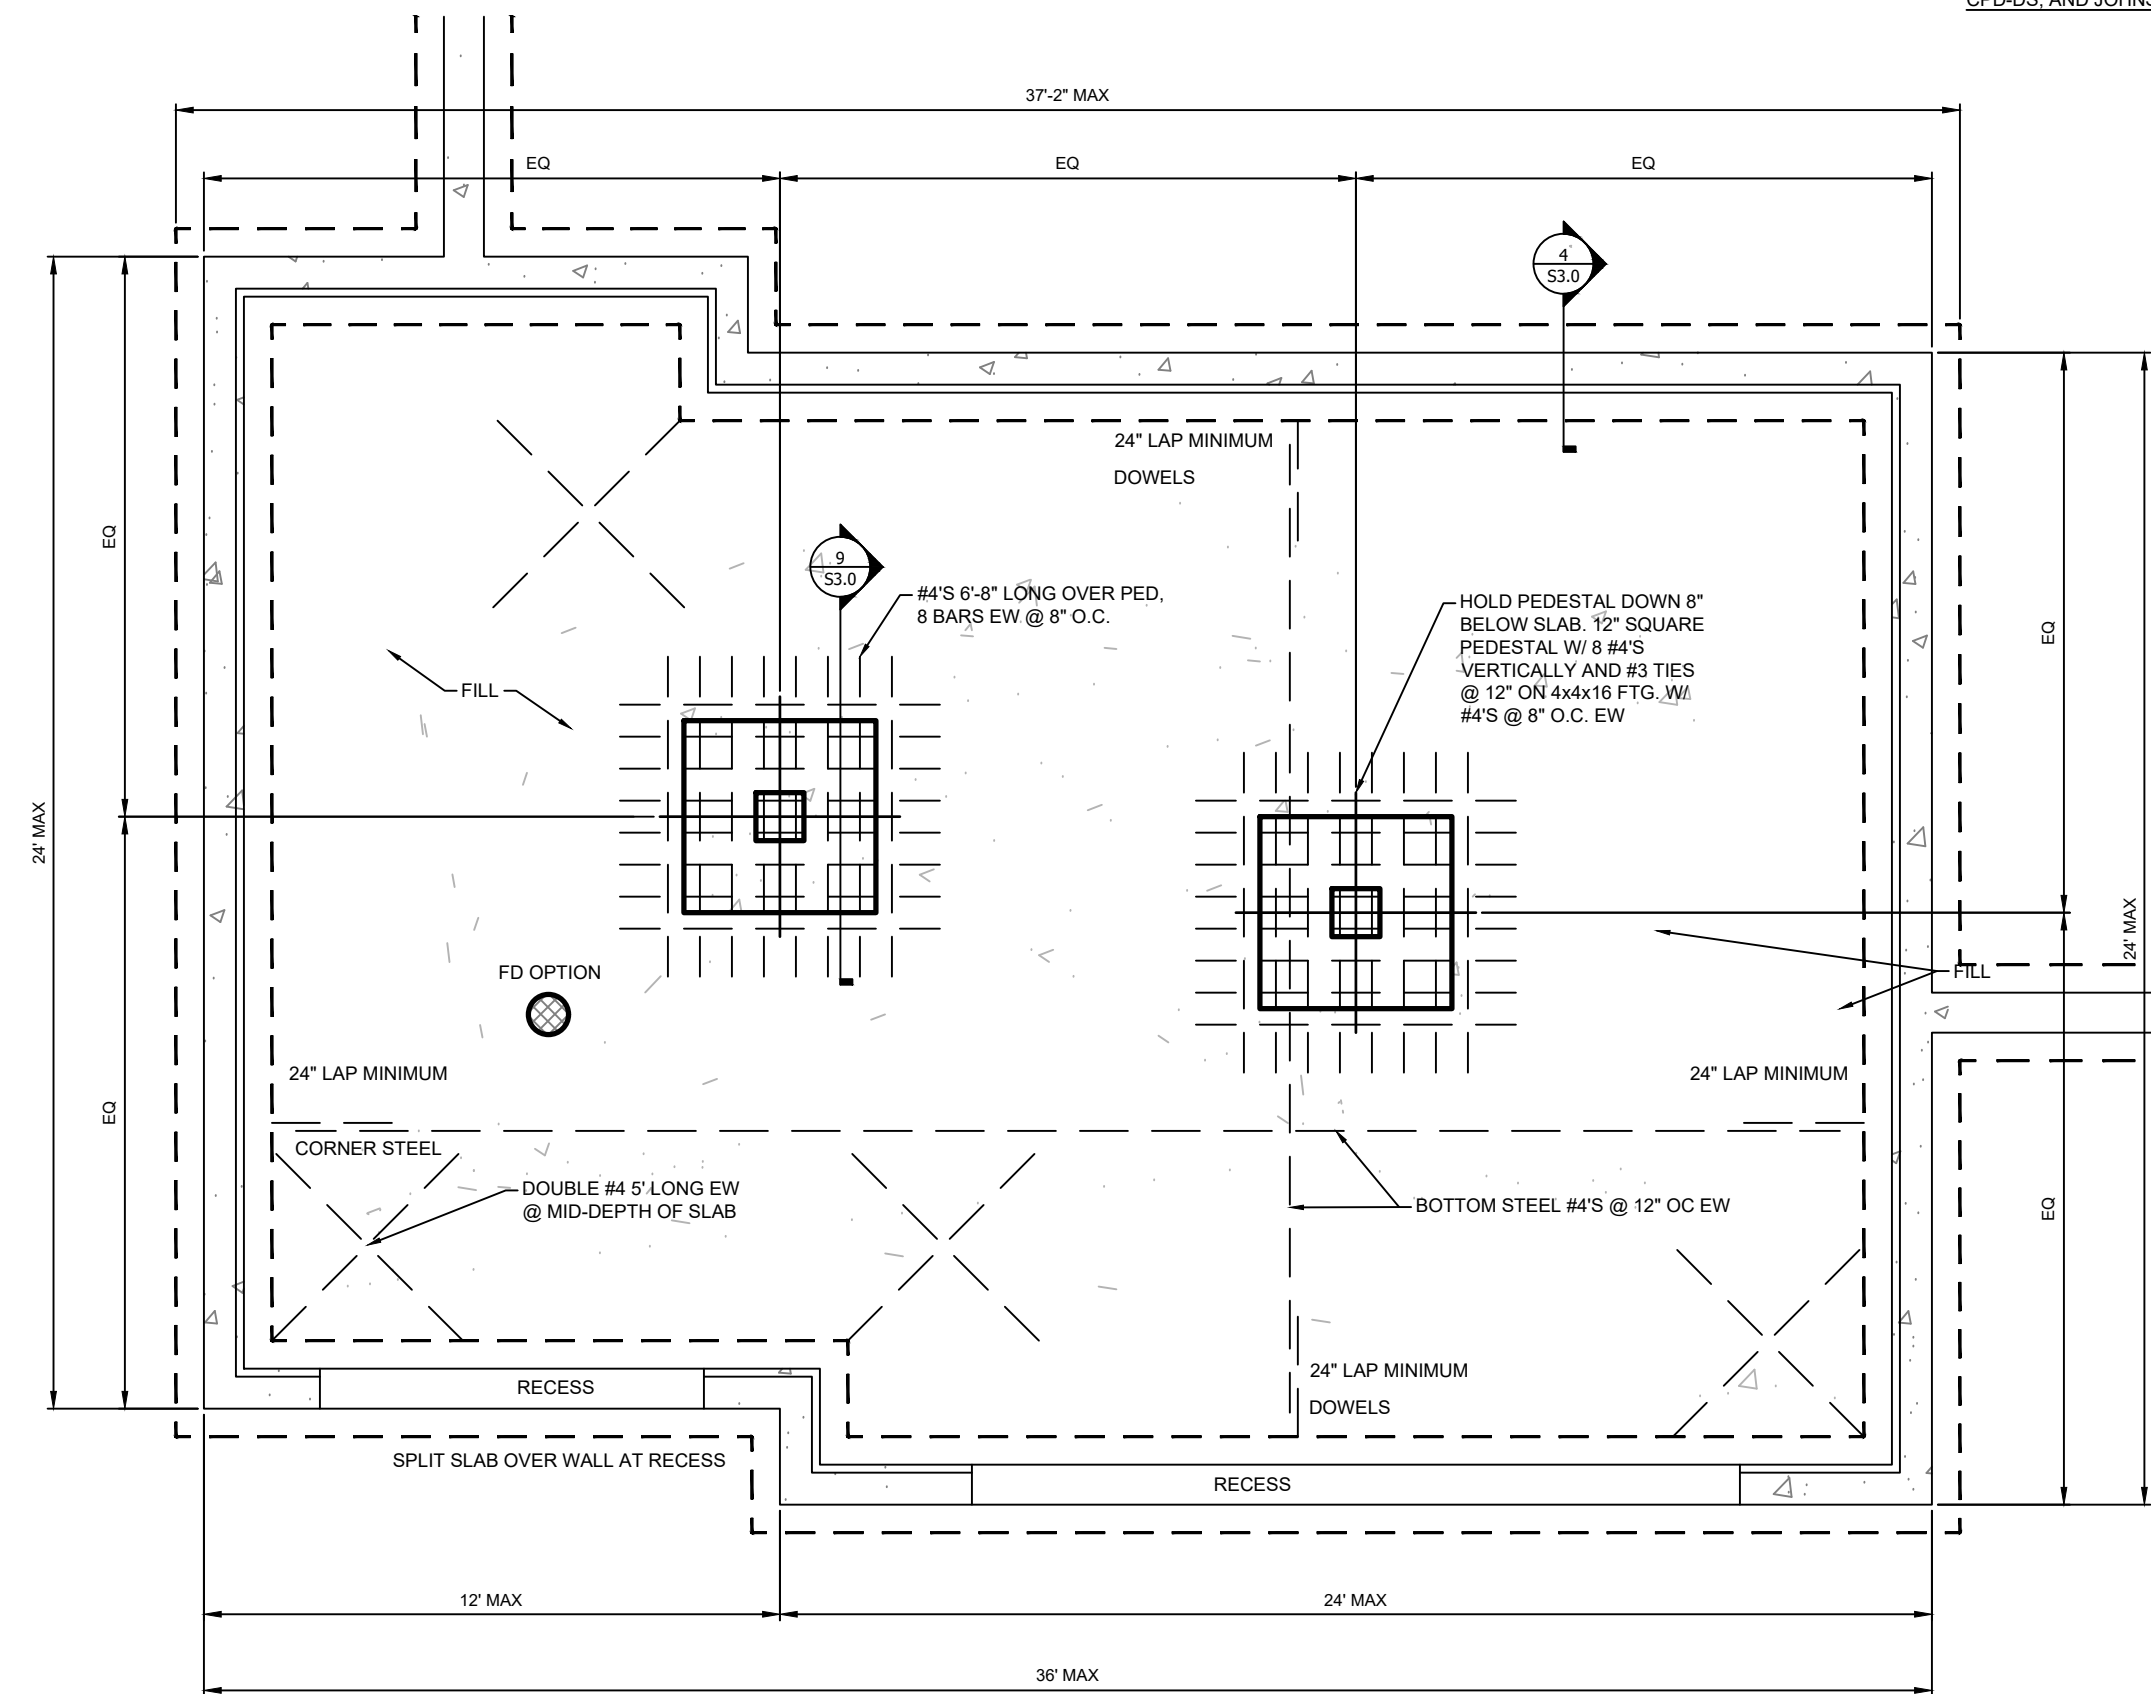 37'-2" MAX
EQ
EQ
EQ
4
S3.0
24" LAP MINIMUM
DOWELS
EQ
9
S3.0
#4'S 6'-8" LONG OVER PED,
8 BARS EW @ 8" O.C.
HOLD PEDESTAL DOWN 8"
BELOW SLAB. 12" SQUARE
PEDESTAL W/ 8 #4'S
VERTICALLY AND #3 TIES
@ 12" ON 4x4x16 FTG. W/
#4'S @ 8" O.C. EW
EQ
FILL
24' MAX
24' MAX
FD OPTION
FILL
24" LAP MINIMUM
24" LAP MINIMUM
EQ
CORNER STEEL
DOUBLE #4 5' LONG EW
@ MID-DEPTH OF SLAB
BOTTOM STEEL #4'S @ 12" OC EW
EQ
24" LAP MINIMUM
DOWELS
RECESS
SPLIT SLAB OVER WALL AT RECESS
RECESS
12' MAX
24' MAX
36' MAX